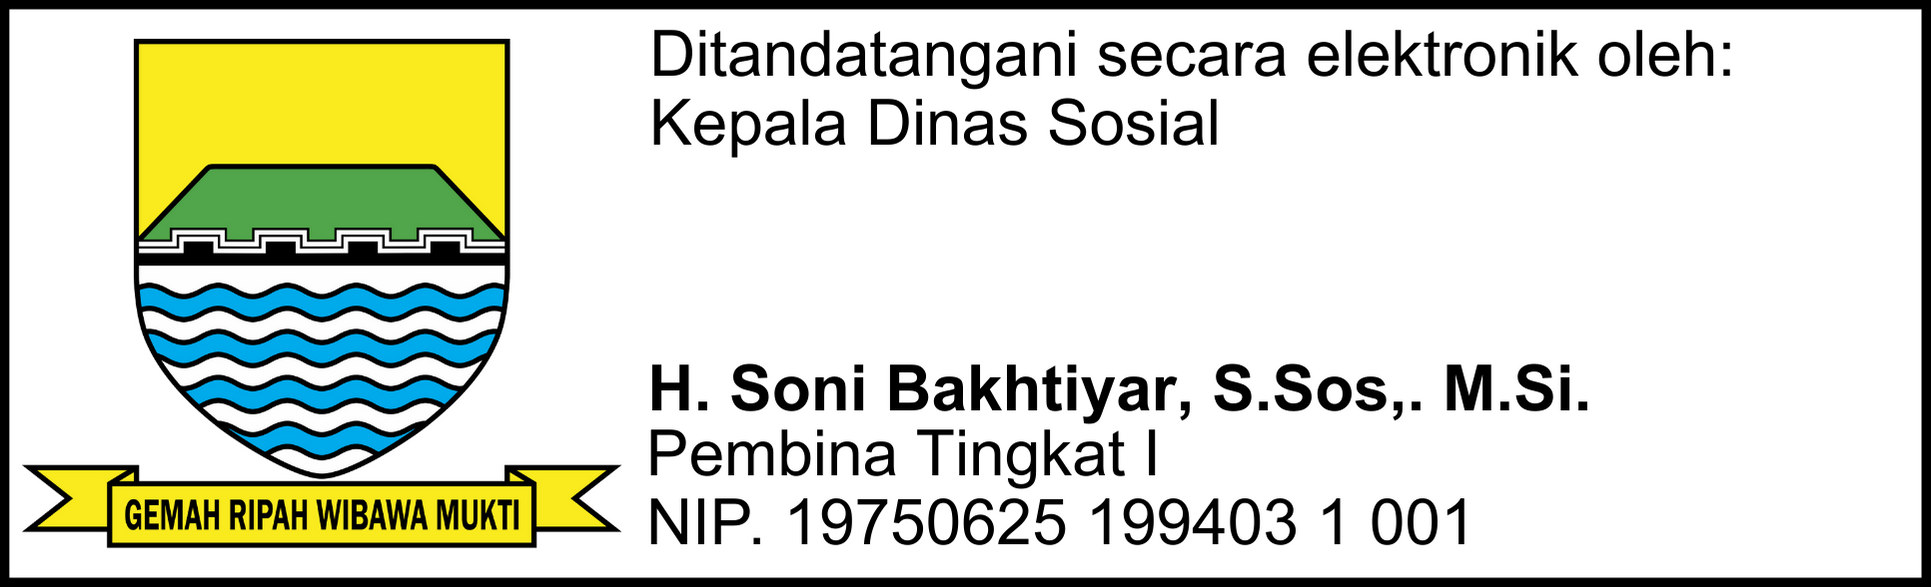 Ditandatangani secara elektronik oleh:
Kepala Dinas Sosial
H. Soni Bakhtiyar, S.Sos,. M.Si.
Pembina Tingkat I
NIP. 19750625 199403 1 001
GEMAH RIPAH WIBAWA MUKTI